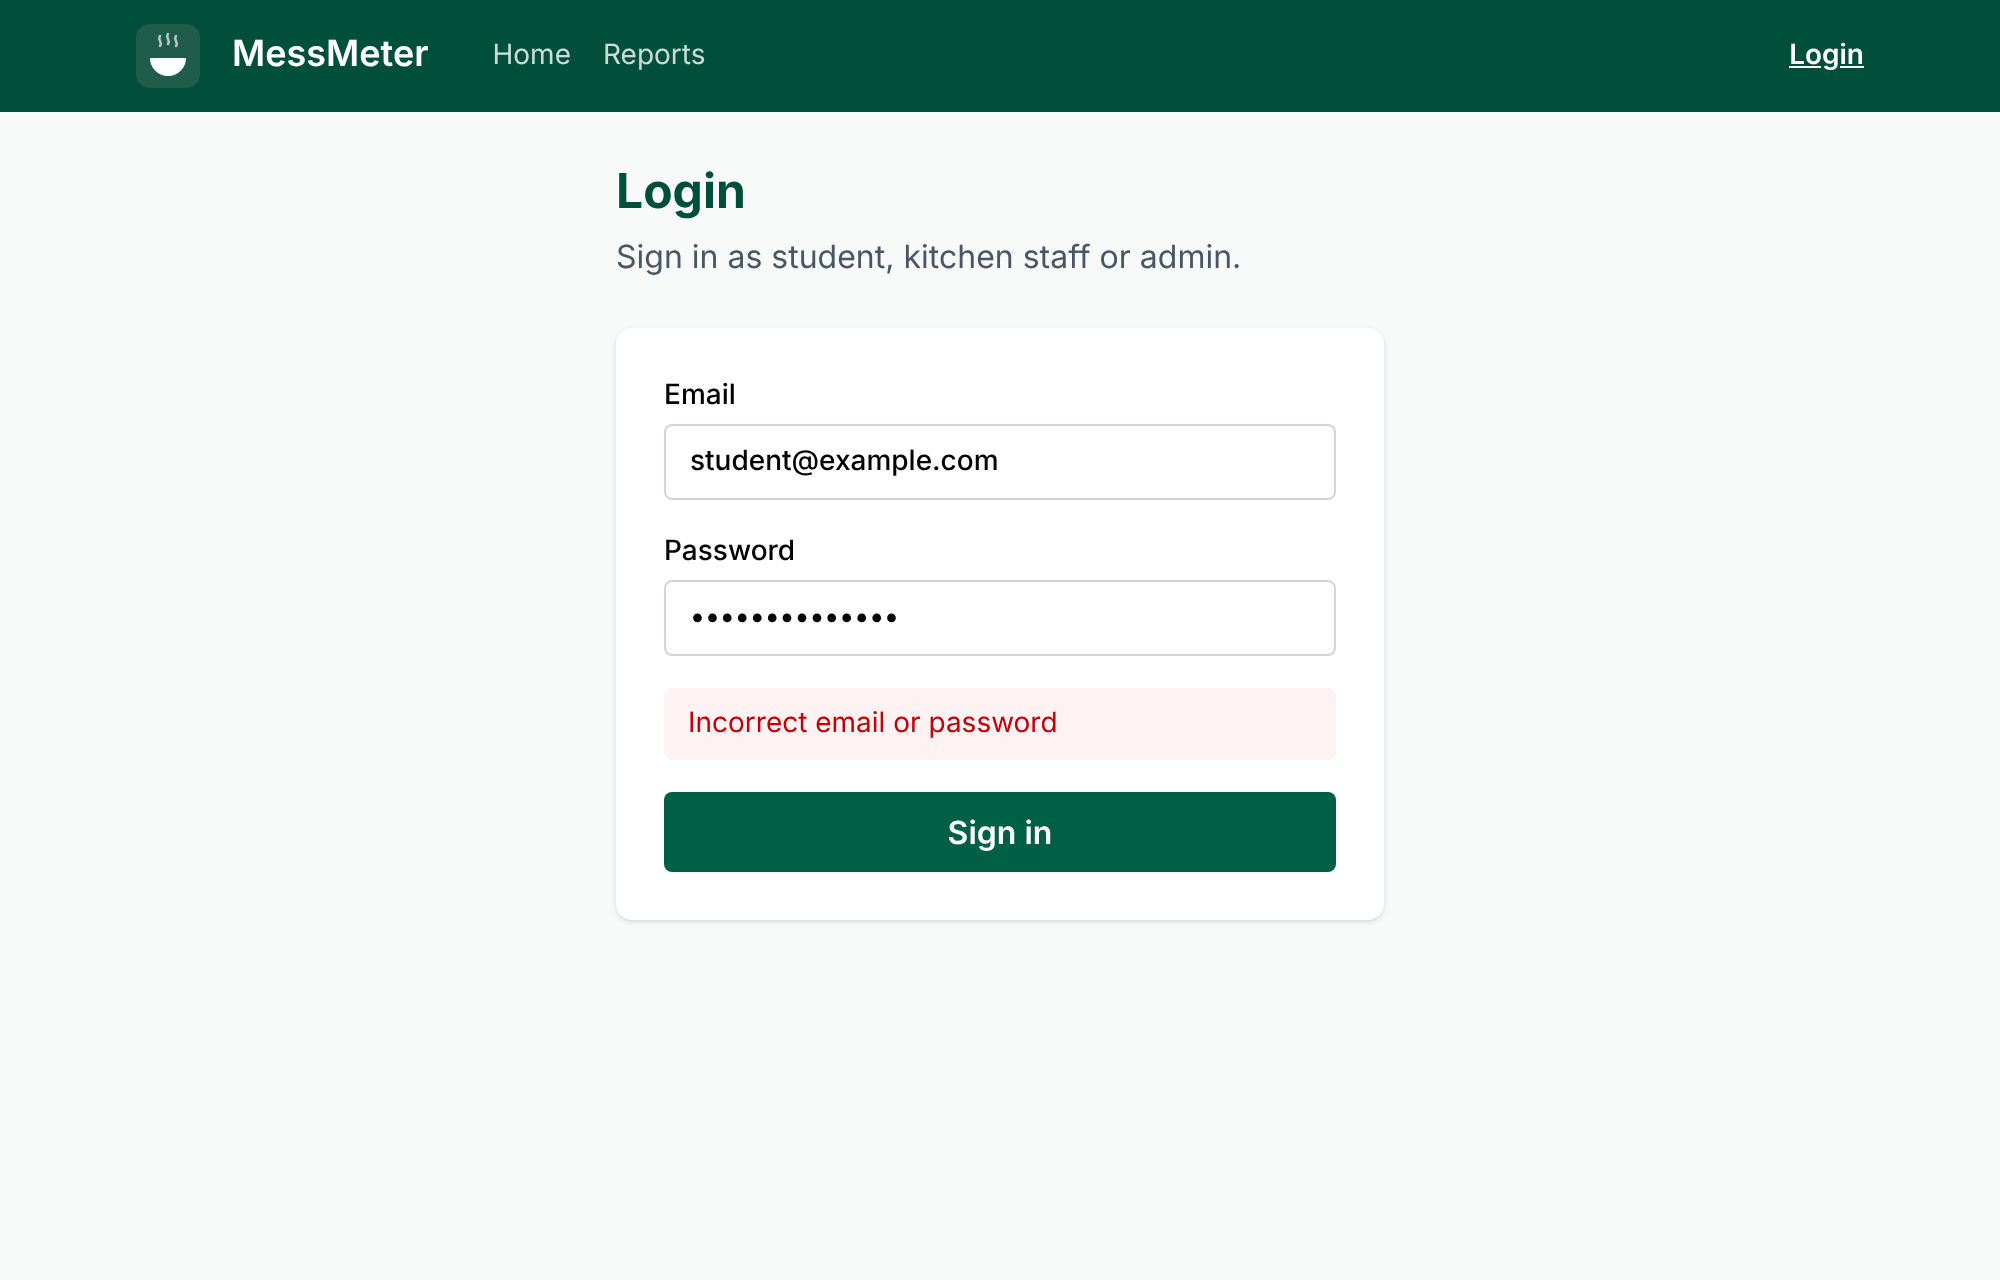 MessMeter
Home
Reports
Login
Login
Sign in as student, kitchen staff or admin.
Email
student@example.com
Password
••••••••••••••
Incorrect email or password
Sign in